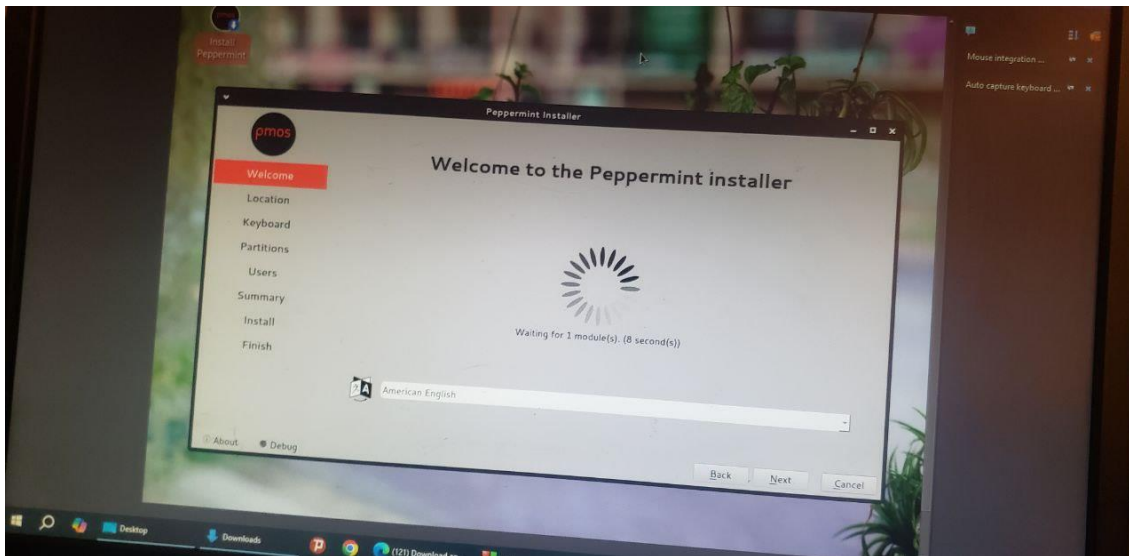 Install
Peppermint
Mouse integration ...
Auto capture keyboard ...
Peppermint Installer
pmos
Welcome
Location
Keyboard
Partitions
Users
Summary
Install
Finish
Welcome to the Peppermint installer
Waiting for 1 module(s). (8 second(s))
American English
About
Debug
Back
Next
Cancel
Desktop
Downloads
(121) Download